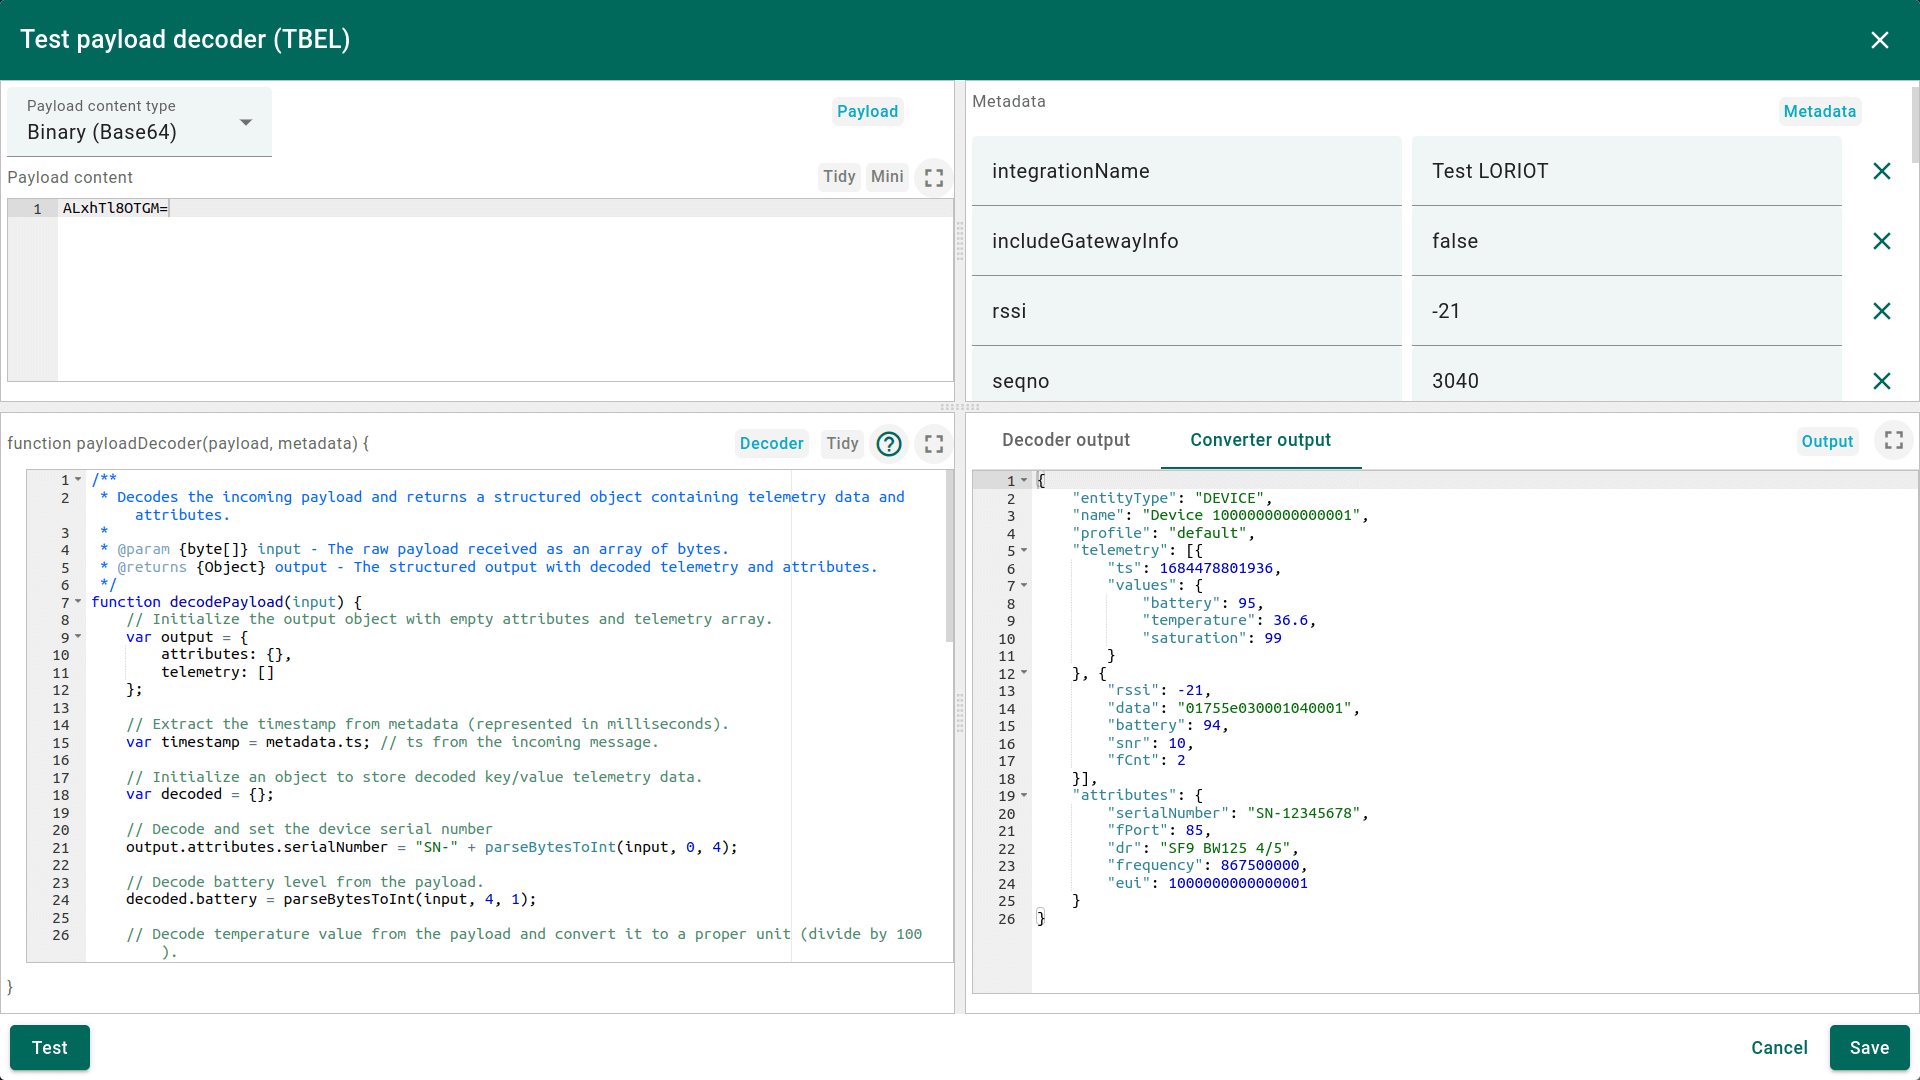 Test payload decoder (TBEL)
Payload content type
Binary (Base64)
Payload
Payload content
Tidy
Mini
1 ALxhTl8OTGM=
Metadata
Metadata
integrationName Test LORIOT
includeGatewayInfo false
rssi -21
seqno 3040
function payloadDecoder(payload, metadata) {
Decoder
Tidy
1 /**
2 * Decodes the incoming payload and returns a structured object containing telemetry data and
attributes.
3 *
4 * @param {byte[]} input - The raw payload received as an array of bytes.
5 * @returns {Object} output - The structured output with decoded telemetry and attributes.
6 */
7 function decodePayload(input) {
8 // Initialize the output object with empty attributes and telemetry array.
9 var output = {
10 attributes: {},
11 telemetry: []
12 };
13
14 // Extract the timestamp from metadata (represented in milliseconds).
15 var timestamp = metadata.ts; // ts from the incoming message.
16
17 // Initialize an object to store decoded key/value telemetry data.
18 var decoded = {};
19
20 // Decode and set the device serial number
21 output.attributes.serialNumber = "SN-" + parseBytesToInt(input, 0, 4);
22
23 // Decode battery level from the payload.
24 decoded.battery = parseBytesToInt(input, 4, 1);
25
26 // Decode temperature value from the payload and convert it to a proper unit (divide by 100
).
}
Decoder output
Converter output
Output
1 {
2 "entityType": "DEVICE",
3 "name": "Device 1000000000000001",
4 "profile": "default",
5 "telemetry": [{
6 "ts": 1684478801936,
7 "values": {
8 "battery": 95,
9 "temperature": 36.6,
10 "saturation": 99
11 }
12 }, {
13 "rssi": -21,
14 "data": "01755e030001040001",
15 "battery": 94,
16 "snr": 10,
17 "fCnt": 2
18 }],
19 "attributes": {
20 "serialNumber": "SN-12345678",
21 "fPort": 85,
22 "dr": "SF9 BW125 4/5",
23 "frequency": 867500000,
24 "eui": 1000000000000001
25 }
26 }
Test
Cancel
Save